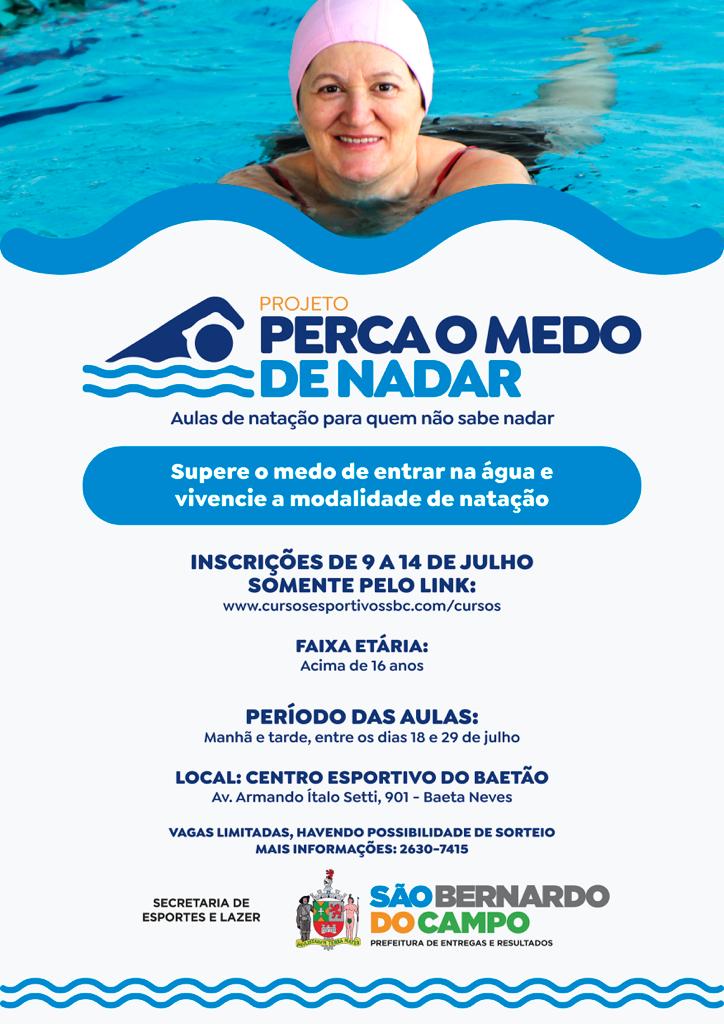 PROJETO
PERCA O MEDO
DE NADAR
Aulas de natação para quem não sabe nadar
Supere o medo de entrar na água e
vivencie a modalidade de natação
INSCRIÇÕES DE 9 A 14 DE JULHO
SOMENTE PELO LINK:
www.cursosesportivossbc.com/cursos
FAIXA ETÁRIA:
Acima de 16 anos
PERÍODO DAS AULAS:
Manhã e tarde, entre os dias 18 e 29 de julho
LOCAL: CENTRO ESPORTIVO DO BAETÃO
Av. Armando Ítalo Setti, 901 - Baeta Neves
VAGAS LIMITADAS, HAVENDO POSSIBILIDADE DE SORTEIO
MAIS INFORMAÇÕES: 2630-7415
SECRETARIA DE
ESPORTES E LAZER
SÃO BERNARDO
DO CAMPO
PREFEITURA DE ENTREGAS E RESULTADOS